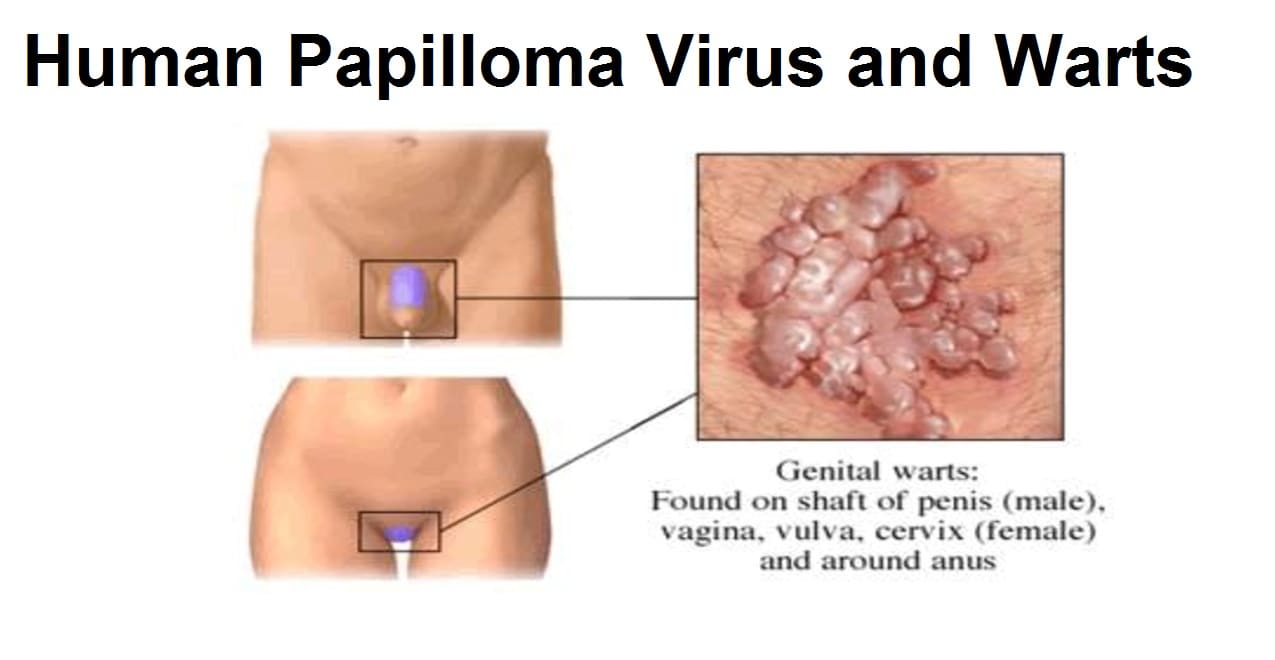 Human Papilloma Virus and Warts
Genital warts:
Found on shaft of penis (male),
vagina, vulva, cervix (female)
and around anus